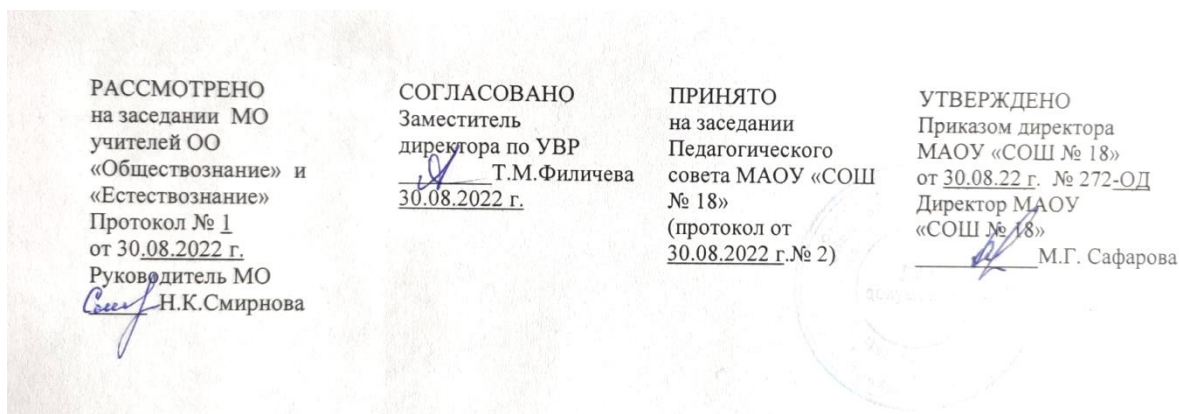 РАССМОТРЕНО
на заседании МО
учителей ОО
«Обществознание» и
«Естествознание»
Протокол № 1
от 30.08.2022 г.
Руководитель МО
______Н.К.Смирнова
СОГЛАСОВАНО
Заместитель
директора по УВР
________Т.М.Филичева
30.08.2022 г.
ПРИНЯТО
на заседании
Педагогического
совета МАОУ «СОШ
№ 18»
(протокол от
30.08.2022 г.№ 2)
УТВЕРЖДЕНО
Приказом директора
МАОУ «СОШ № 18»
от 30.08.22 г. № 272-ОД
Директор МАОУ
«СОШ № 18»
___________М.Г. Сафарова